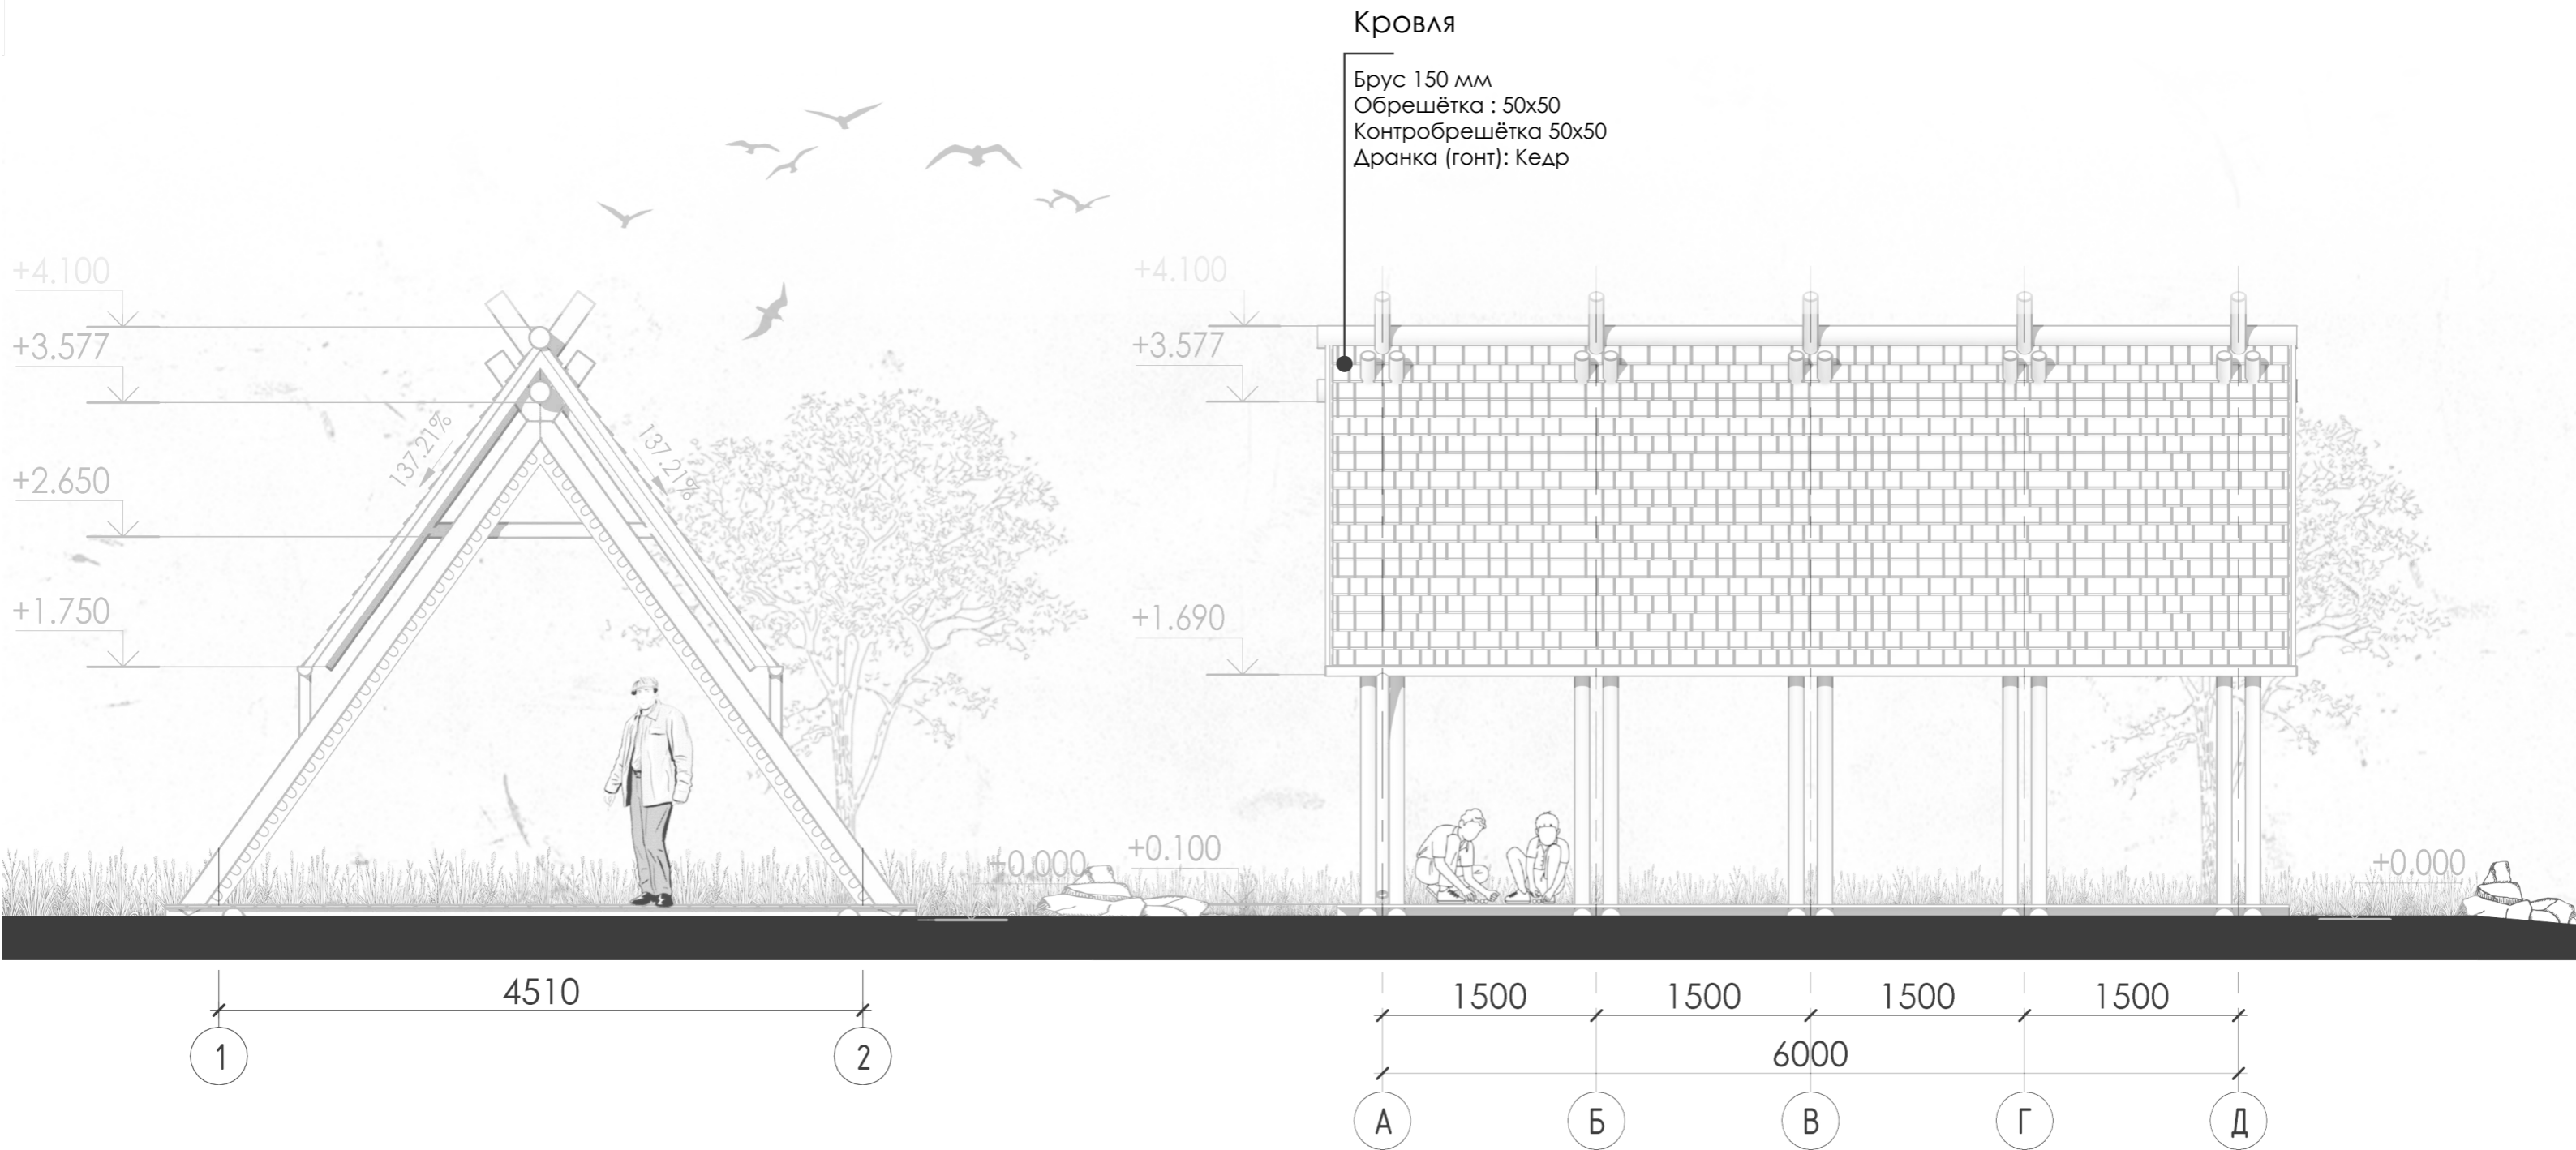 Кровля
Брус 150 мм
Обрешётка : 50x50
Контробрешётка 50x50
Дранка (гонт): Кедр
+4.100
+3.577
+2.650
+1.750
137.21%
137.21%
+0.000
4510
1
2
+4.100
+3.577
+1.690
+0.100
+0.000
1500
1500
1500
1500
6000
А
Б
В
Г
Д